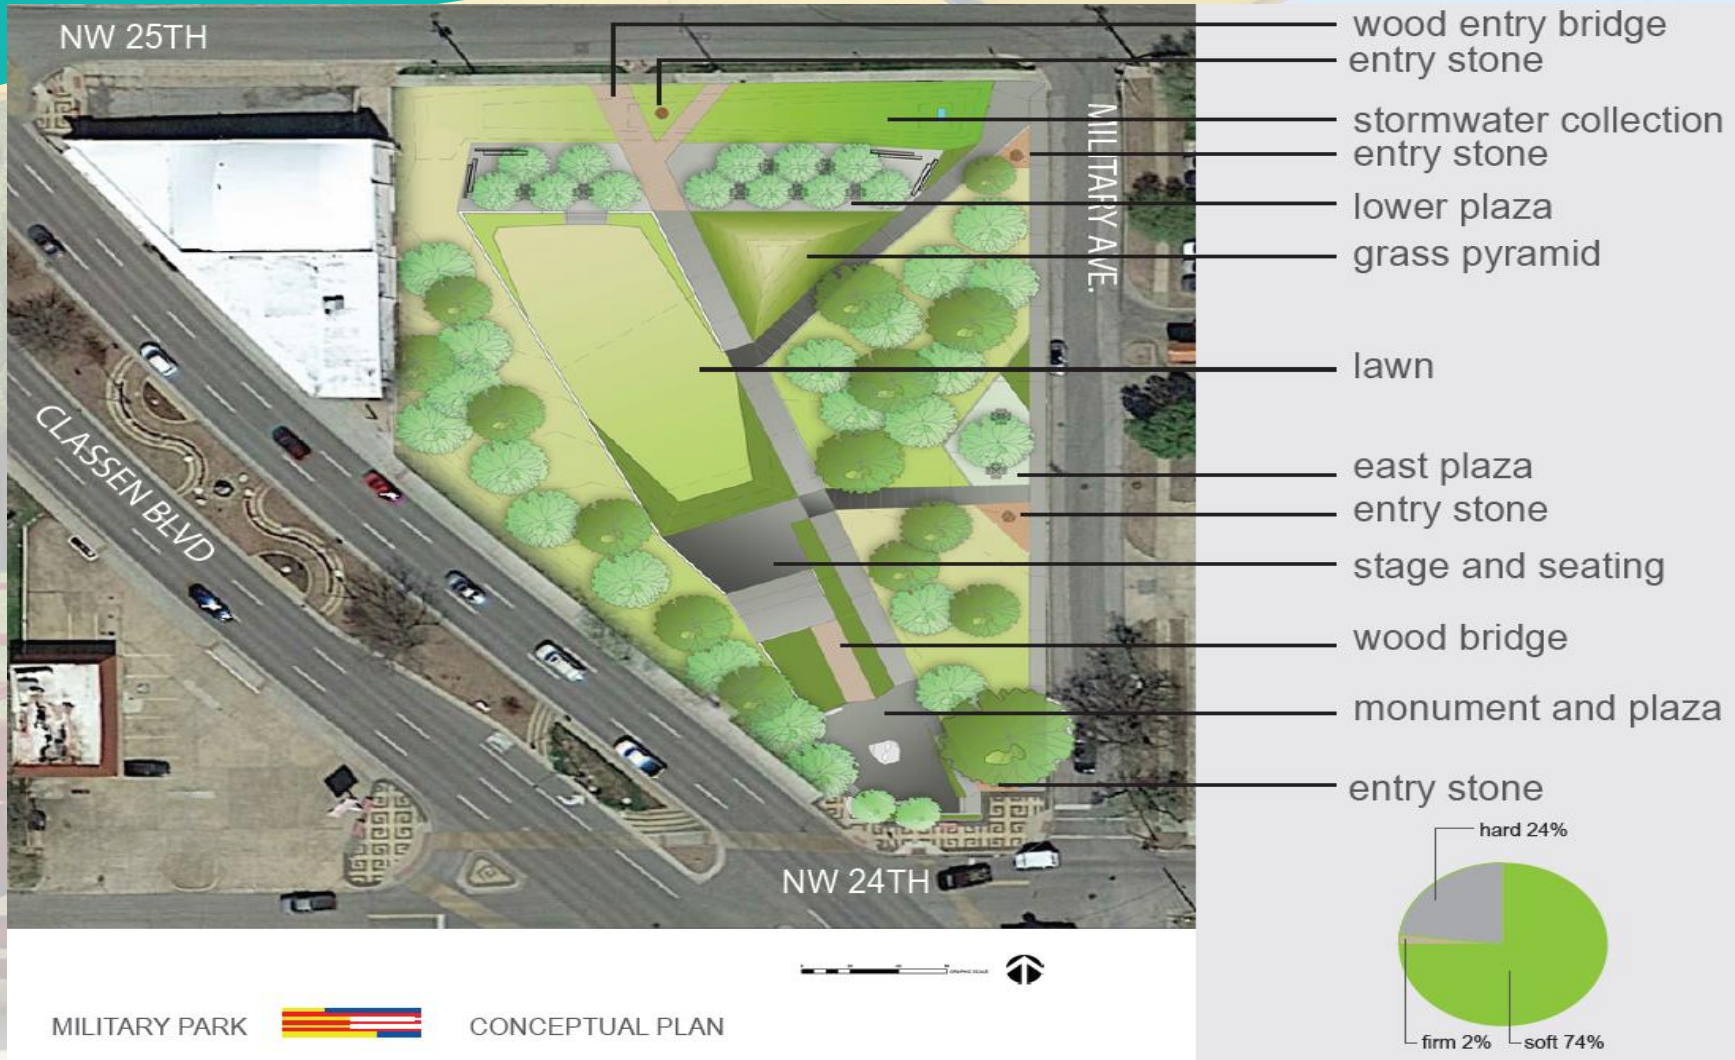 NW 25TH
MILITARY AVE.
CLASSEN BLVD
NW 24TH
wood entry bridge
entry stone
stormwater collection
entry stone
lower plaza
grass pyramid
lawn
east plaza
entry stone
stage and seating
wood bridge
monument and plaza
entry stone
hard 24%
firm 2%
soft 74%
GRAPHIC SCALE
MILITARY PARK
CONCEPTUAL PLAN